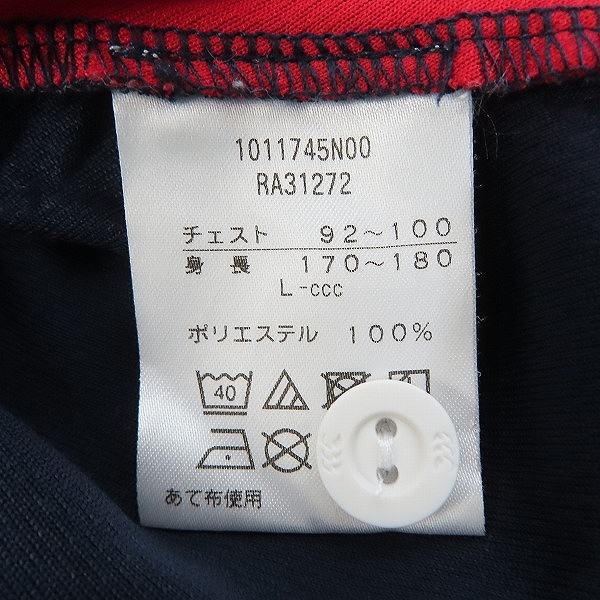 1011745N00
RA31272
チェスト 92～100
身長 170～180
L-ccc
ポリエステル 100%
40
あて布使用